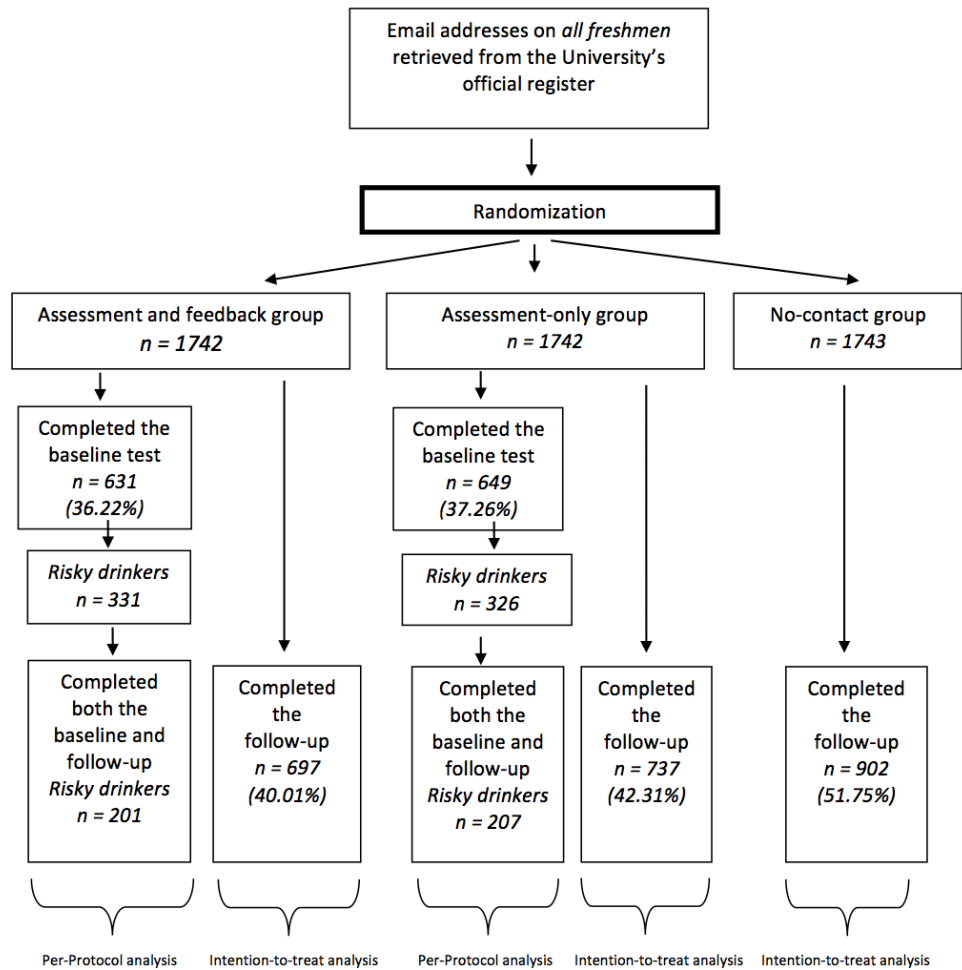 Email addresses on all freshmen
retrieved from the University's
official register
Randomization
Assessment and feedback group
n = 1742
Assessment-only group
n = 1742
No-contact group
n = 1743
Completed the
baseline test
n = 631
(36.22%)
Completed the
baseline test
n = 649
(37.26%)
Risky drinkers
n = 331
Risky drinkers
n = 326
Completed
both the
baseline and
follow-up
Risky drinkers
n = 201
Completed
the
follow-up
n = 697
(40.01%)
Completed
both the
baseline and
follow-up
Risky drinkers
n = 207
Completed
the
follow-up
n = 737
(42.31%)
Completed
the
follow-up
n = 902
(51.75%)
Per-Protocol analysis
Intention-to-treat analysis
Per-Protocol analysis
Intention-to-treat analysis
Intention-to-treat analysis